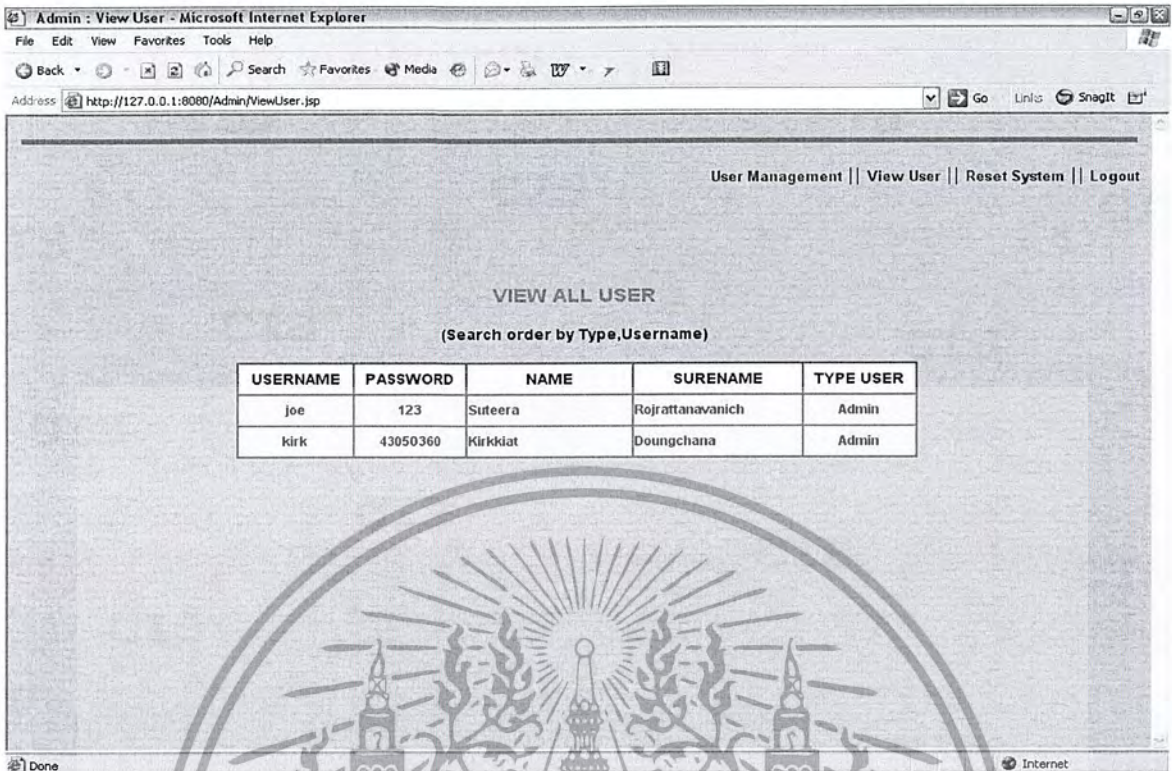 Admin : View User - Microsoft Internet Explorer
File Edit View Favorites Tools Help
Back Search Favorites Media
Address http://127.0.0.1:8080/Admin/ViewUser.jsp Go Links SnagIt
User Management || View User || Reset System || Logout
VIEW ALL USER
(Search order by Type,Username)
USERNAME PASSWORD NAME SURENAME TYPE USER
joe 123 Suteera Rojrattanavanich Admin
kirk 43050360 Kirkkiat Doungchana Admin
Done Internet